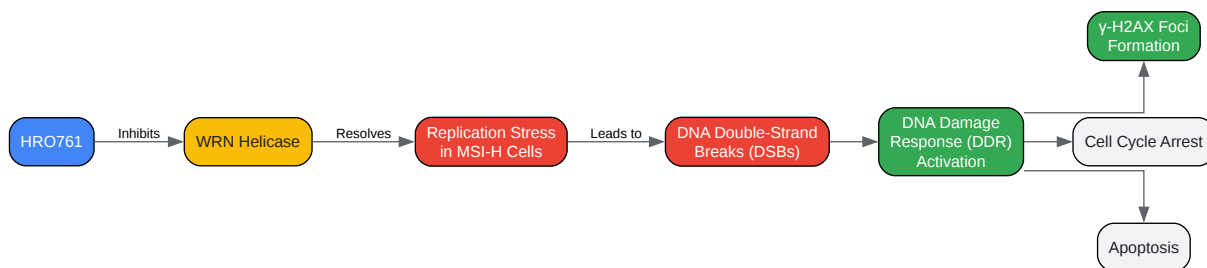 γ-H2AX Foci
Formation
HRO761
Inhibits
WRN Helicase
Resolves
Replication Stress
in MSI-H Cells
Leads to
DNA Double-Strand
Breaks (DSBs)
DNA Damage
Response (DDR)
Activation
Cell Cycle Arrest
Apoptosis